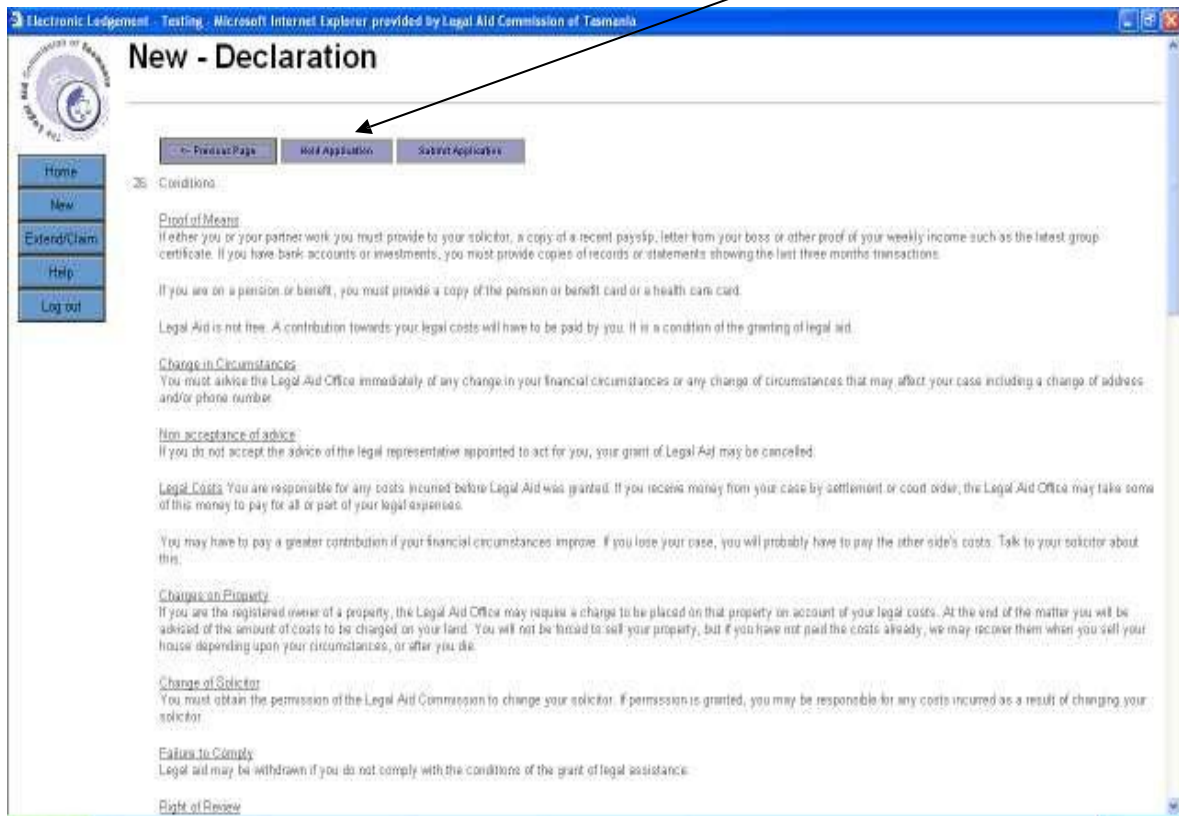 Electronic Lodgement - Testing - Microsoft Internet Explorer provided by Legal Aid Commission of Tasmania
The Legal Aid Commission of Tasmania
New - Declaration
<- Previous Page Hold Application Submit Application
Home
New
Extend/Claim
Help
Log out
26. Conditions
Proof of Means
If either you or your partner work you must provide to your solicitor, a copy of a recent payslip, letter from your boss or other proof of your weekly income such as the latest group
certificate. If you have bank accounts or investments, you must provide copies of records or statements showing the last three months transactions.
If you are on a pension or benefit, you must provide a copy of the pension or benefit card or a health care card.
Legal Aid is not free. A contribution towards your legal costs will have to be paid by you. It is a condition of the granting of legal aid.
Change in Circumstances
You must advise the Legal Aid Office immediately of any change in your financial circumstances or any change of circumstances that may affect your case including a change of address
and/or phone number.
Non acceptance of advice
If you do not accept the advice of the legal representative appointed to act for you, your grant of Legal Aid may be cancelled.
Legal Costs You are responsible for any costs incurred before Legal Aid was granted. If you receive money from your case by settlement or court order, the Legal Aid Office may take some
of this money to pay for all or part of your legal expenses.
You may have to pay a greater contribution if your financial circumstances improve. If you lose your case, you will probably have to pay the other side's costs. Talk to your solicitor about
this.
Charges on Property
If you are the registered owner of a property, the Legal Aid Office may require a charge to be placed on that property on account of your legal costs. At the end of the matter you will be
advised of the amount of costs to be charged on your land. You will not be forced to sell your property, but if you have not paid the costs already, we may recover them when you sell your
house depending upon your circumstances, or after you die.
Change of Solicitor
You must obtain the permission of the Legal Aid Commission to change your solicitor. If permission is granted, you may be responsible for any costs incurred as a result of changing your
solicitor.
Failure to Comply
Legal aid may be withdrawn if you do not comply with the conditions of the grant of legal assistance.
Right of Review